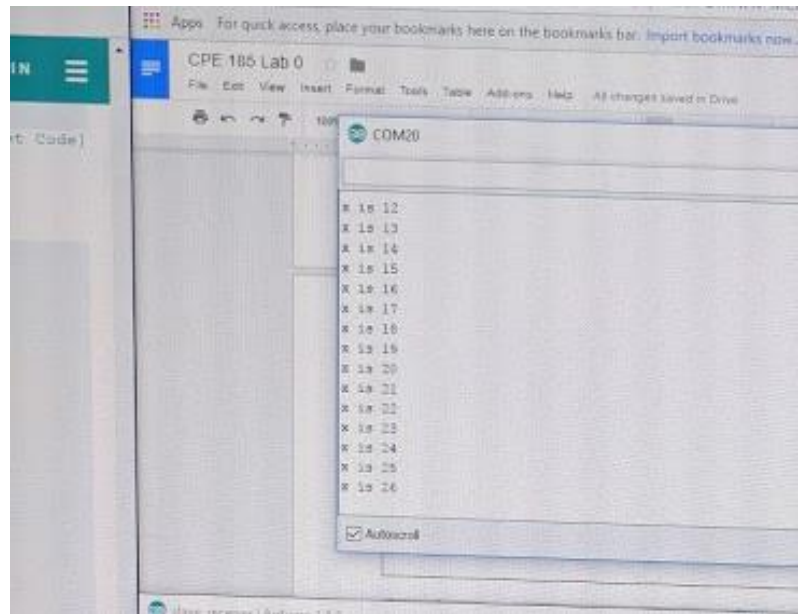 Apps For quick access, place your bookmarks here on the bookmarks bar. Import bookmarks now...
IN
CPE 185 Lab 0
File Edit View Insert Format Tools Table Add-ons Help All changes saved in Drive
t Code]
100%
COM20
x is 12
x is 13
x is 14
x is 15
x is 16
x is 17
x is 18
x is 19
x is 20
x is 21
x is 22
x is 23
x is 24
x is 25
x is 26
Autoscroll